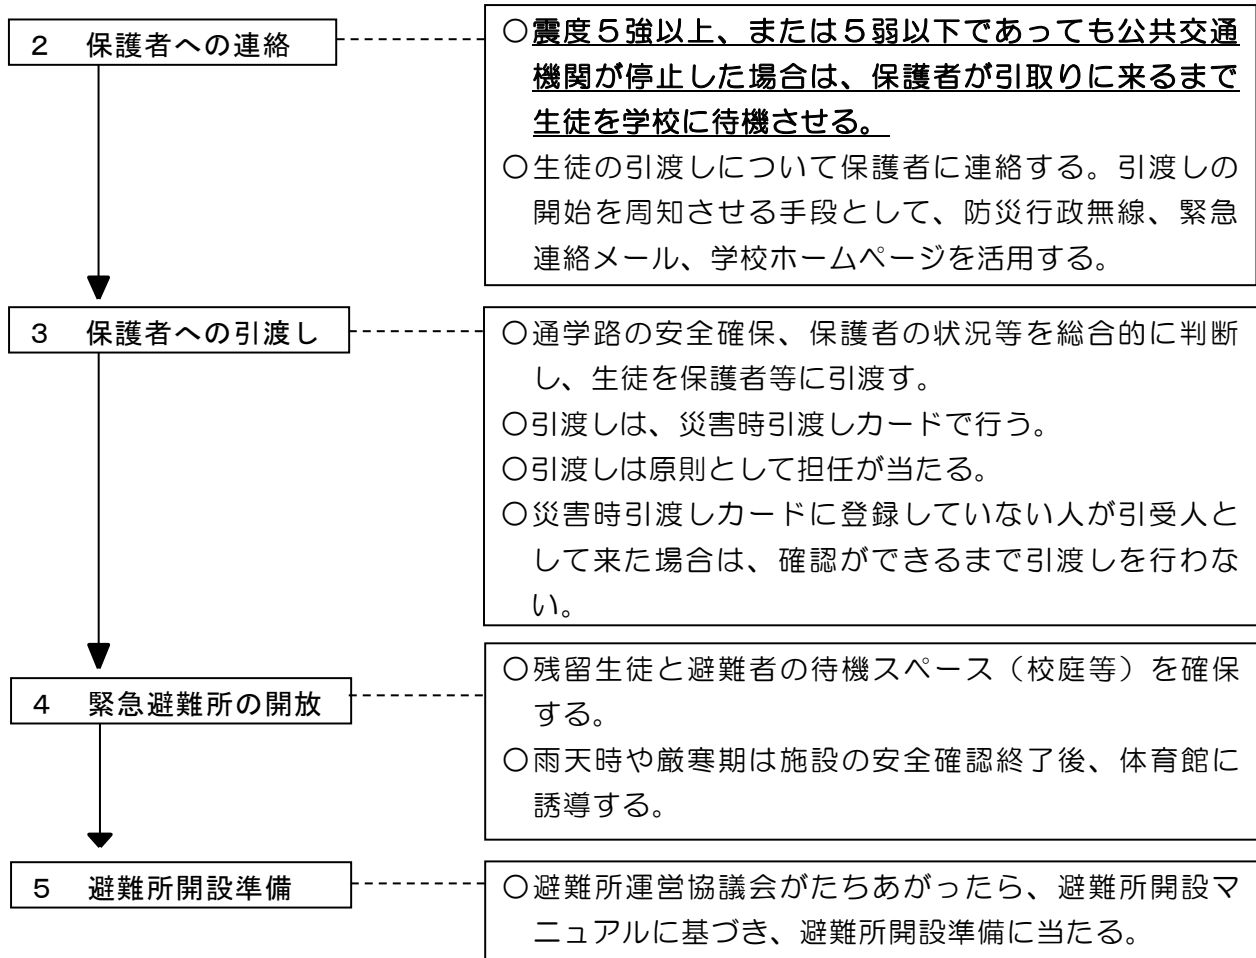 ２　保護者への連絡
○震度５強以上、または５弱以下であっても公共交通
機関が停止した場合は、保護者が引取りに来るまで
生徒を学校に待機させる。
○生徒の引渡しについて保護者に連絡する。引渡しの
開始を周知させる手段として、防災行政無線、緊急
連絡メール、学校ホームページを活用する。
３　保護者への引渡し
○通学路の安全確保、保護者の状況等を総合的に判断
し、生徒を保護者等に引渡す。
○引渡しは、災害時引渡しカードで行う。
○引渡しは原則として担任が当たる。
○災害時引渡しカードに登録していない人が引受人と
して来た場合は、確認ができるまで引渡しを行わな
い。
４　緊急避難所の開放
○残留生徒と避難者の待機スペース（校庭等）を確保
する。
○雨天時や厳寒期は施設の安全確認終了後、体育館に
誘導する。
５　避難所開設準備
○避難所運営協議会がたちあがったら、避難所開設マ
ニュアルに基づき、避難所開設準備に当たる。